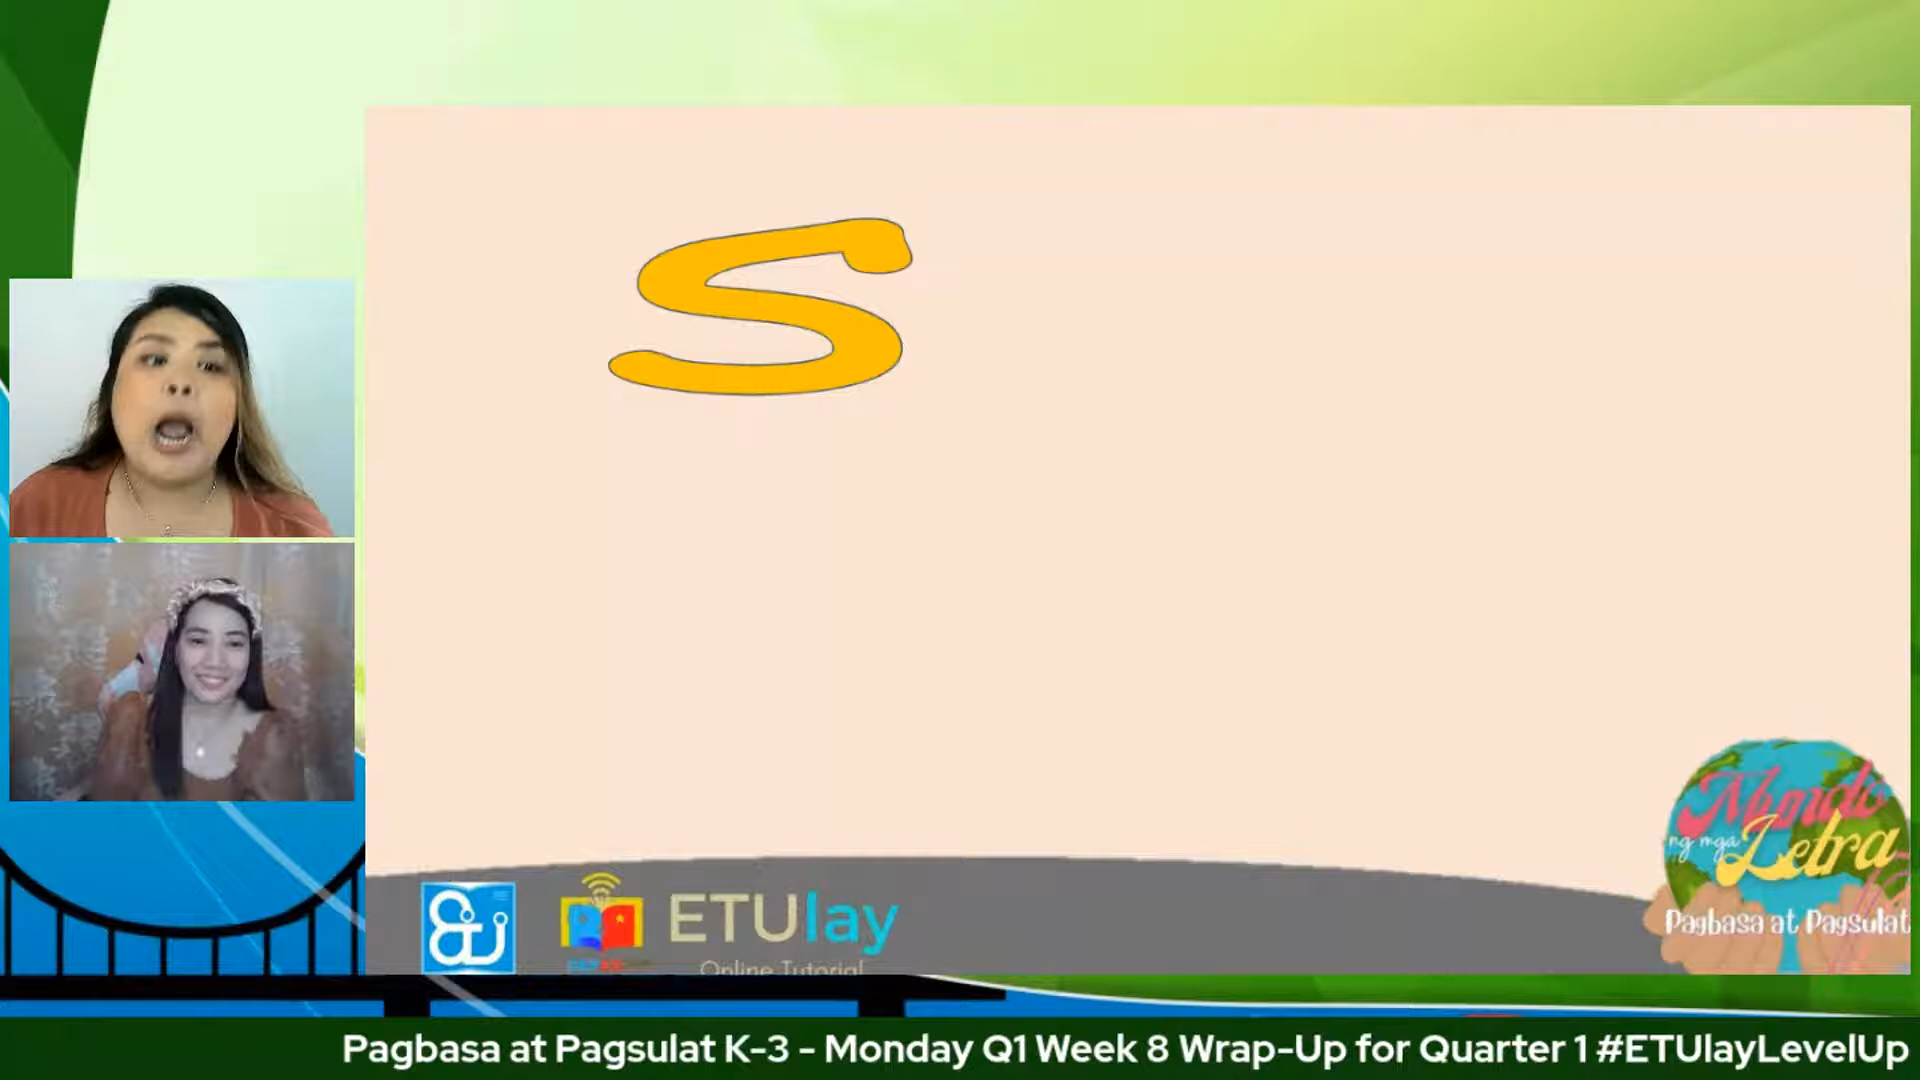 S
Mundo
ng mga Letra
Pagbasa at Pagsulat
ETUlay
Online Tutorial
Pagbasa at Pagsulat K-3 - Monday Q1 Week 8 Wrap-Up for Quarter 1 #ETUlayLevelUp